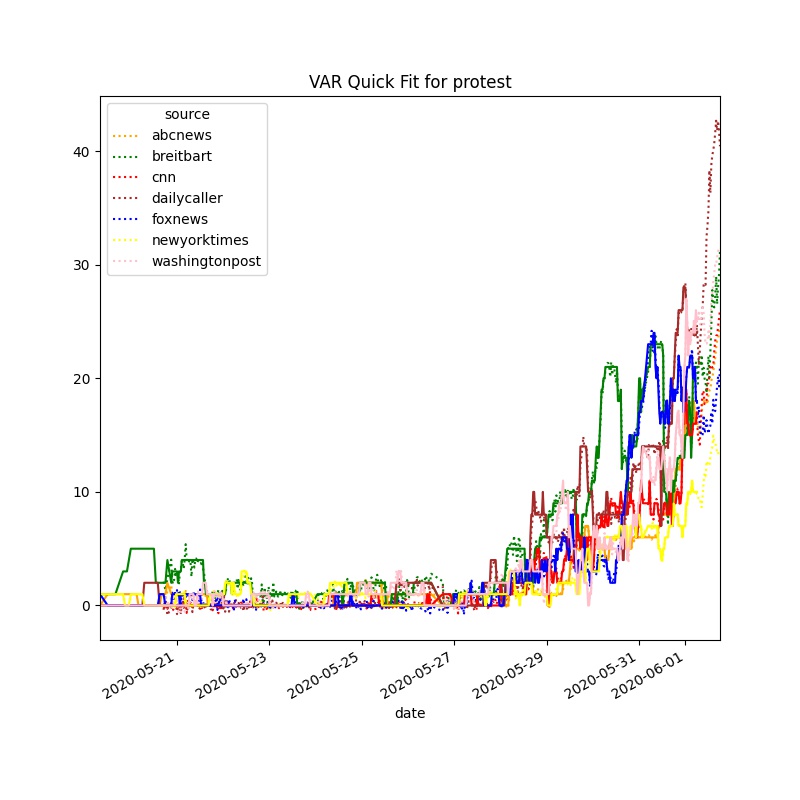 VAR Quick Fit for protest
source
abcnews
breitbart
cnn
dailycaller
foxnews
newyorktimes
washingtonpost
40
30
20
10
0
2020-05-21
2020-05-23
2020-05-25
2020-05-27
2020-05-29
2020-05-31
2020-06-01
date